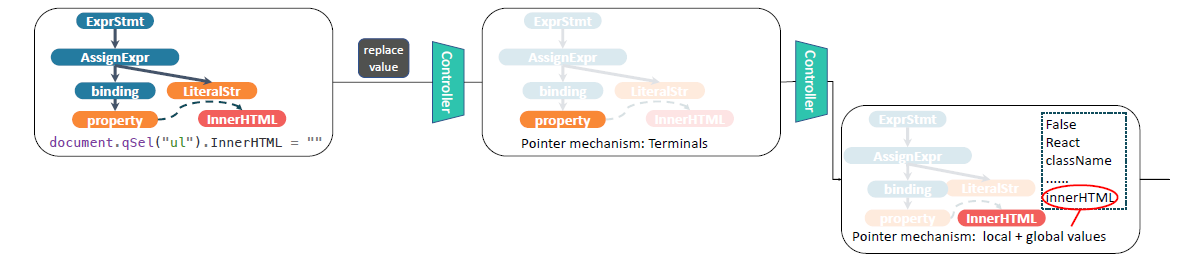 ExprStmt
AssignExpr
binding
LiteralStr
property
InnerHTML
document.qSel("ul").InnerHTML = ""
replace
value
Controller
ExprStmt
AssignExpr
binding
LiteralStr
property
InnerHTML
Pointer mechanism: Terminals
Controller
ExprStmt
AssignExpr
binding
LiteralStr
property
InnerHTML
False
React
className
......
innerHTML
Pointer mechanism: local + global values